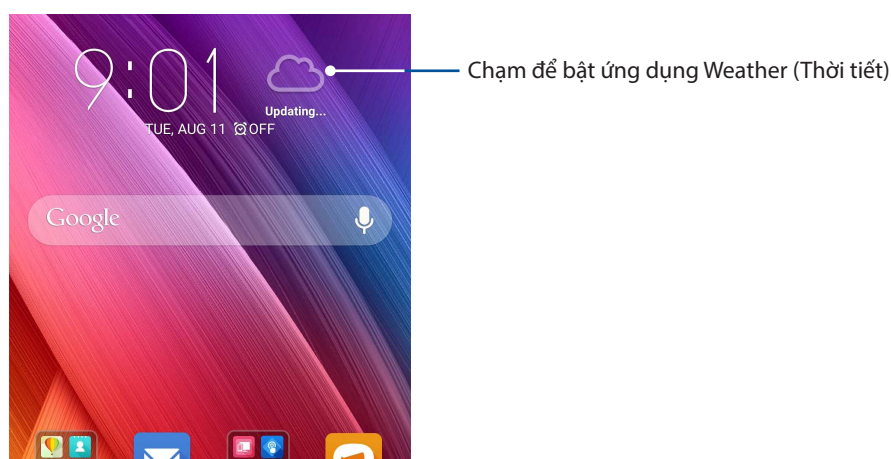 9:01
Chạm để bật ứng dụng Weather (Thời tiết)
Updating...
TUE, AUG 11 OFF
Google